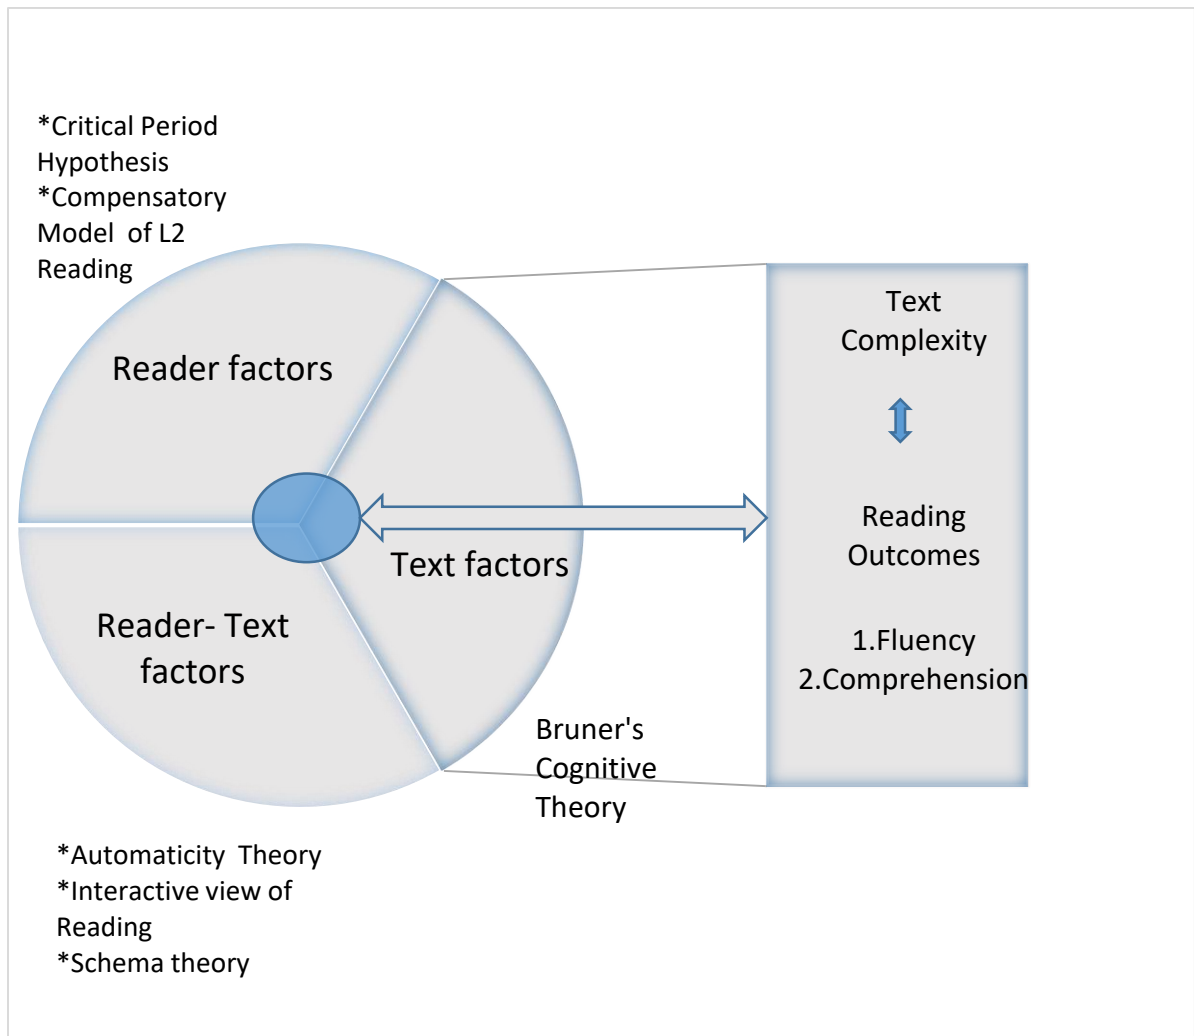 *Critical Period
Hypothesis
*Compensatory
Model of L2
Reading
Reader factors
Text factors
Reader- Text
factors
Bruner's
Cognitive
Theory
*Automaticity Theory
*Interactive view of
Reading
*Schema theory
Text
Complexity
Reading
Outcomes
1.Fluency
2.Comprehension